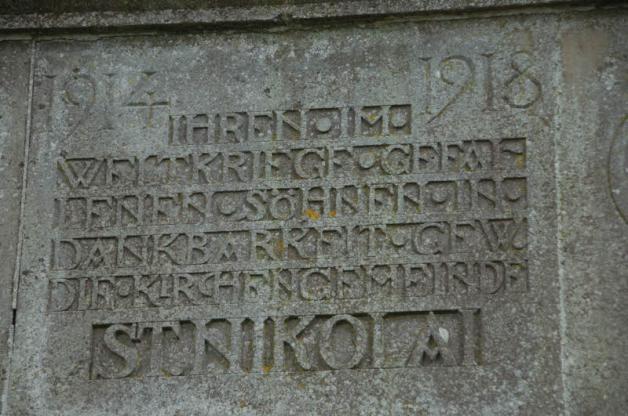 1914 1918
IHREN · IM ·
WELTKRIEGE · GEFAL
LENEN · SÖHNEN · IN ·
DANKBARKEIT · GEW.
DIE · KIRCHENGEMEINDE
ST. NIKOLAI